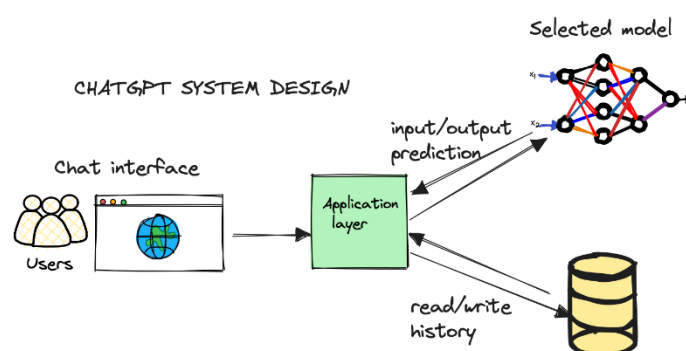 Selected model
CHATGPT SYSTEM DESIGN
x₁
x₂
input/output
prediction
Chat interface
Application
layer
Users
read/write
history